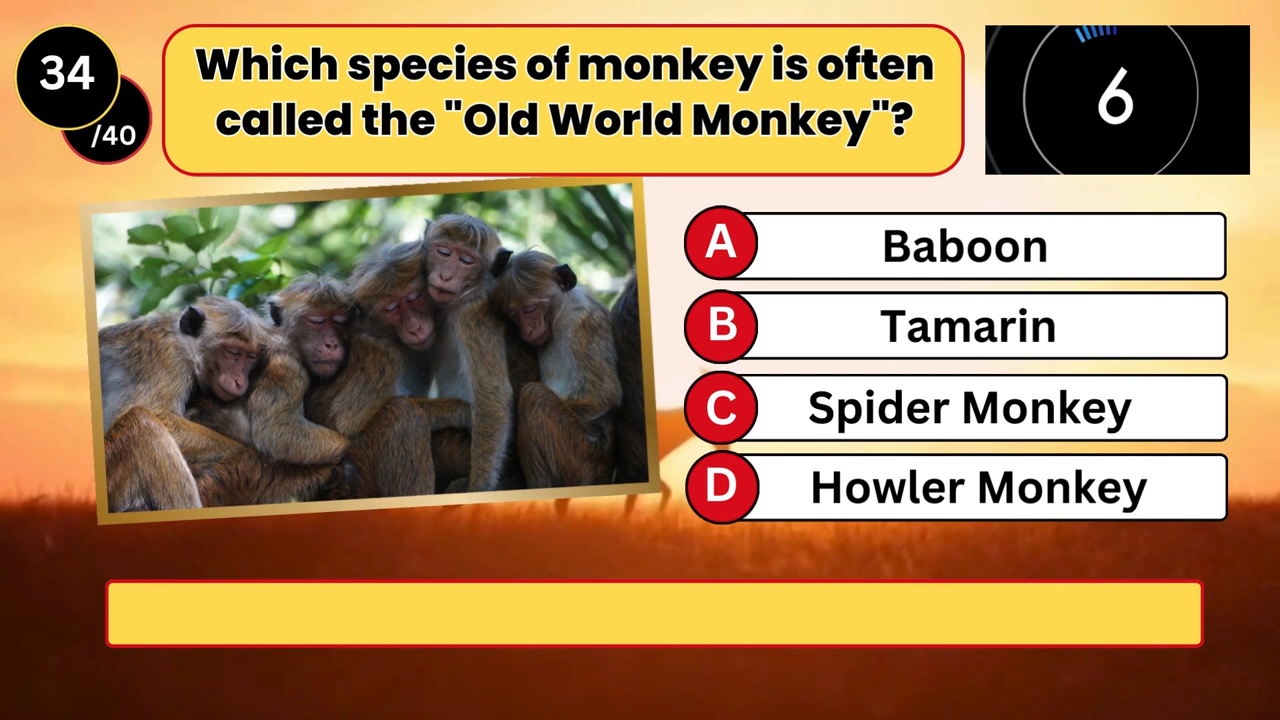 34
/40
Which species of monkey is often
called the "Old World Monkey"?
6
A Baboon
B Tamarin
C Spider Monkey
D Howler Monkey